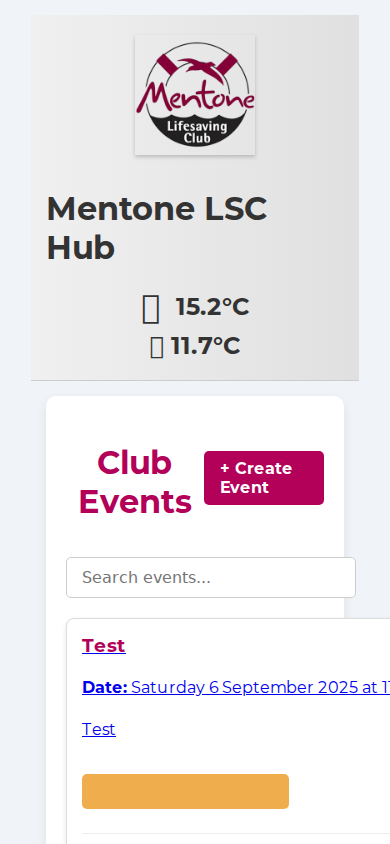 Mentone
Lifesaving
Club
Mentone LSC
Hub
15.2°C
11.7°C
Club
Events
+ Create
Event
Search events...
Test
Date: Saturday 6 September 2025 at
Test